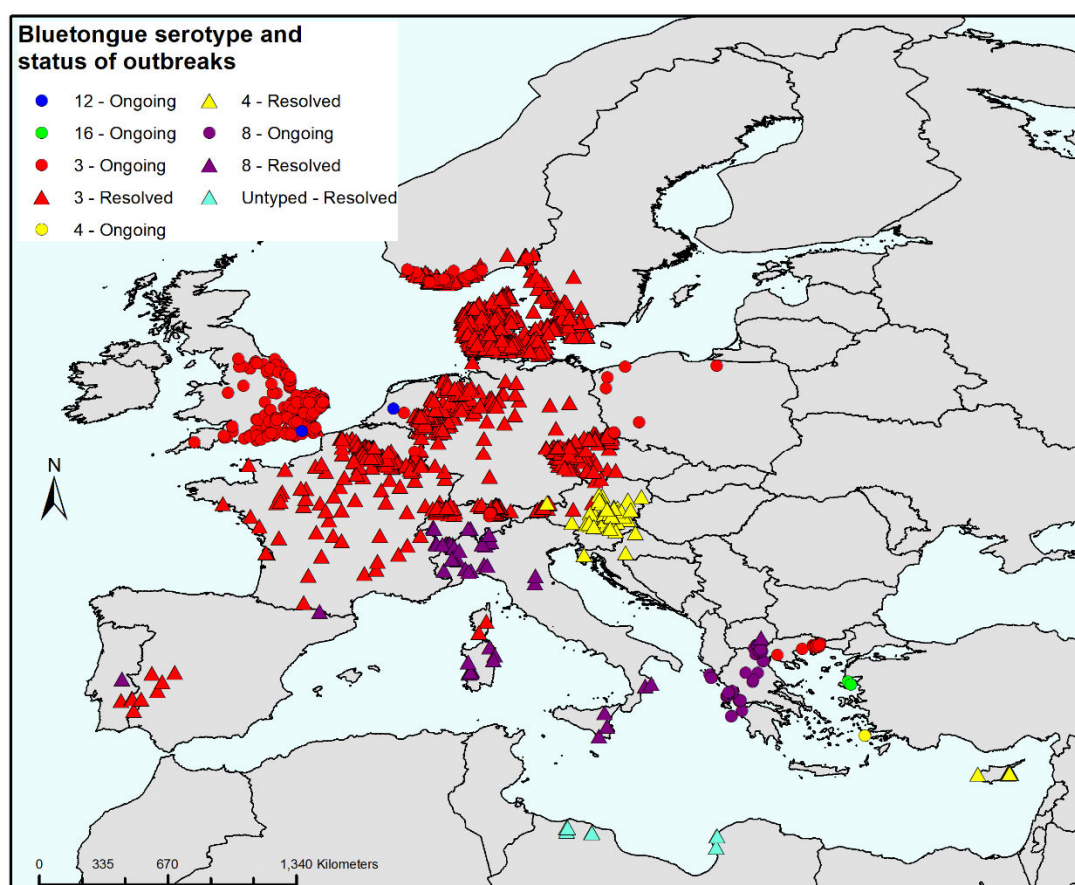 Bluetongue serotype and
status of outbreaks
12 - Ongoing
16 - Ongoing
3 - Ongoing
3 - Resolved
4 - Ongoing
4 - Resolved
8 - Ongoing
8 - Resolved
Untyped - Resolved
N
0 335 670 1,340 Kilometers